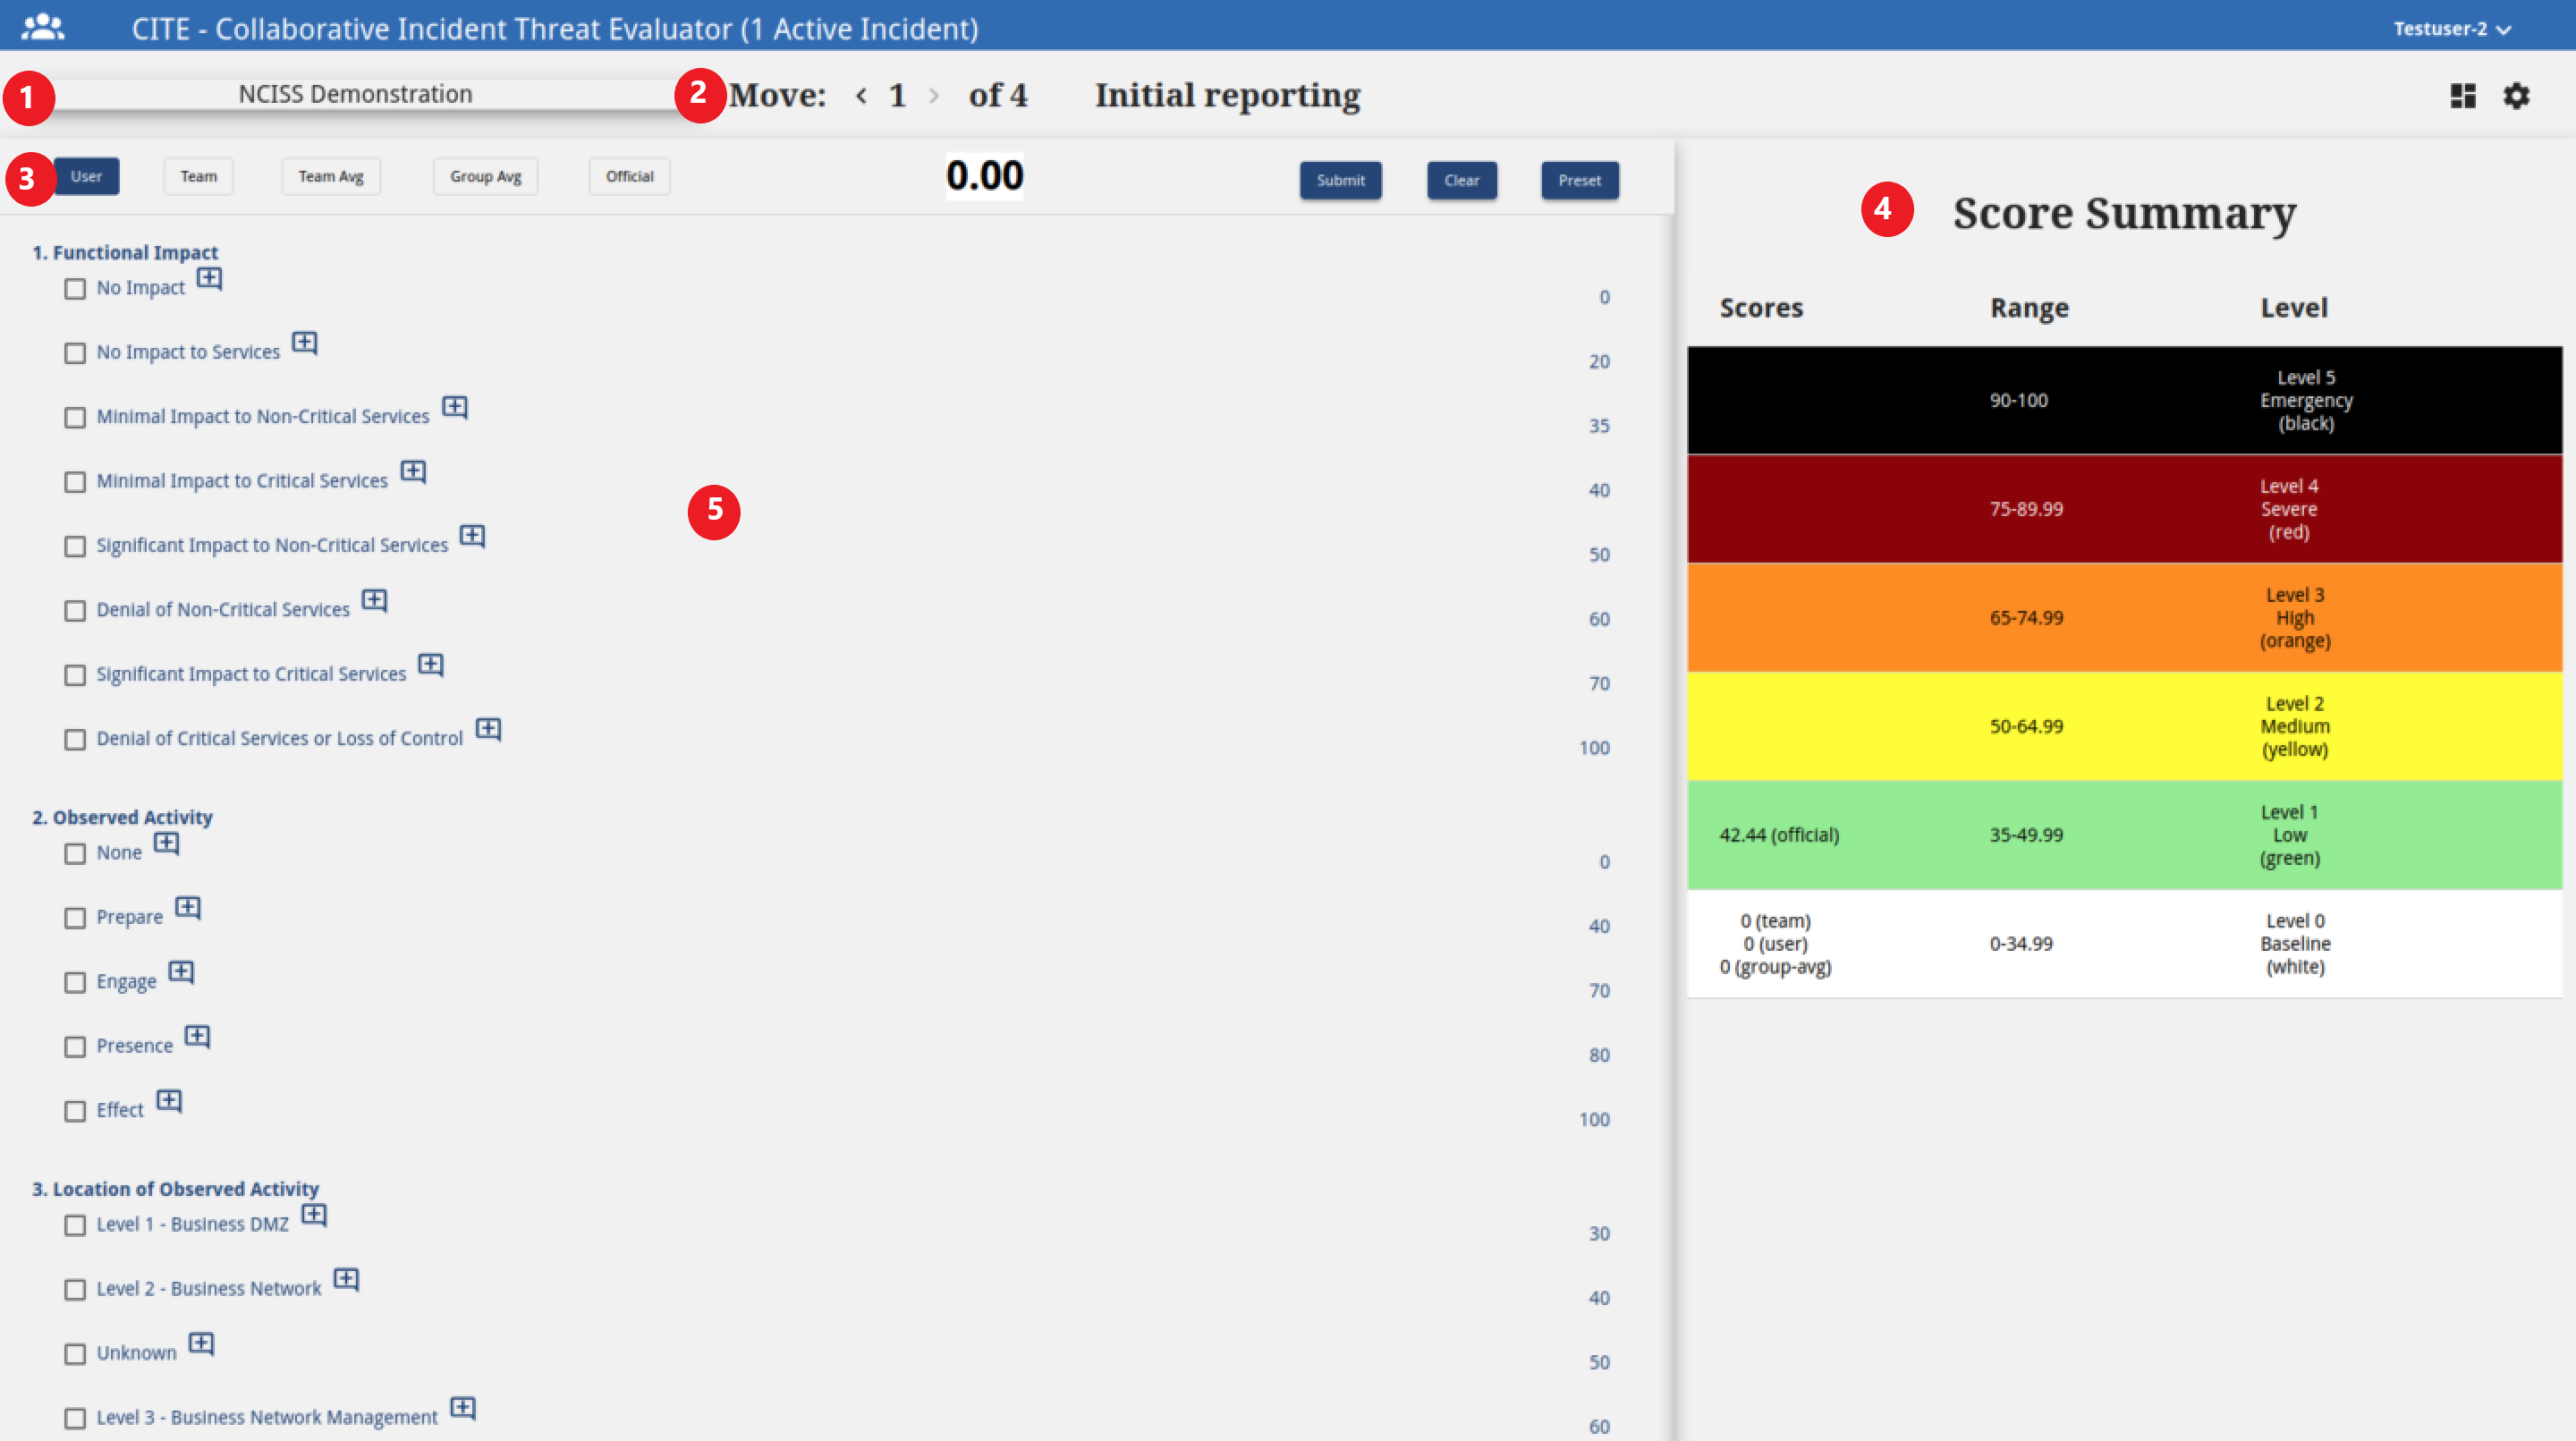 CITE - Collaborative Incident Threat Evaluator (1 Active Incident)
Testuser-2
1
NCISS Demonstration
2
Move: < 1 > of 4 Initial reporting
3
User Team Team Avg Group Avg Official 0.00 Submit Clear Preset
1. Functional Impact
No Impact 0
No Impact to Services 20
Minimal Impact to Non-Critical Services 35
Minimal Impact to Critical Services 40
5
Significant Impact to Non-Critical Services 50
Denial of Non-Critical Services 60
Significant Impact to Critical Services 70
Denial of Critical Services or Loss of Control 100
2. Observed Activity
None 0
Prepare 40
Engage 70
Presence 80
Effect 100
3. Location of Observed Activity
Level 1 - Business DMZ 30
Level 2 - Business Network 40
Unknown 50
Level 3 - Business Network Management 60
4
Score Summary
Scores Range Level
90-100
Level 5
Emergency
(black)
75-89.99
Level 4
Severe
(red)
65-74.99
Level 3
High
(orange)
50-64.99
Level 2
Medium
(yellow)
42.44 (official)
35-49.99
Level 1
Low
(green)
0 (team)
0 (user)
0 (group-avg)
0-34.99
Level 0
Baseline
(white)